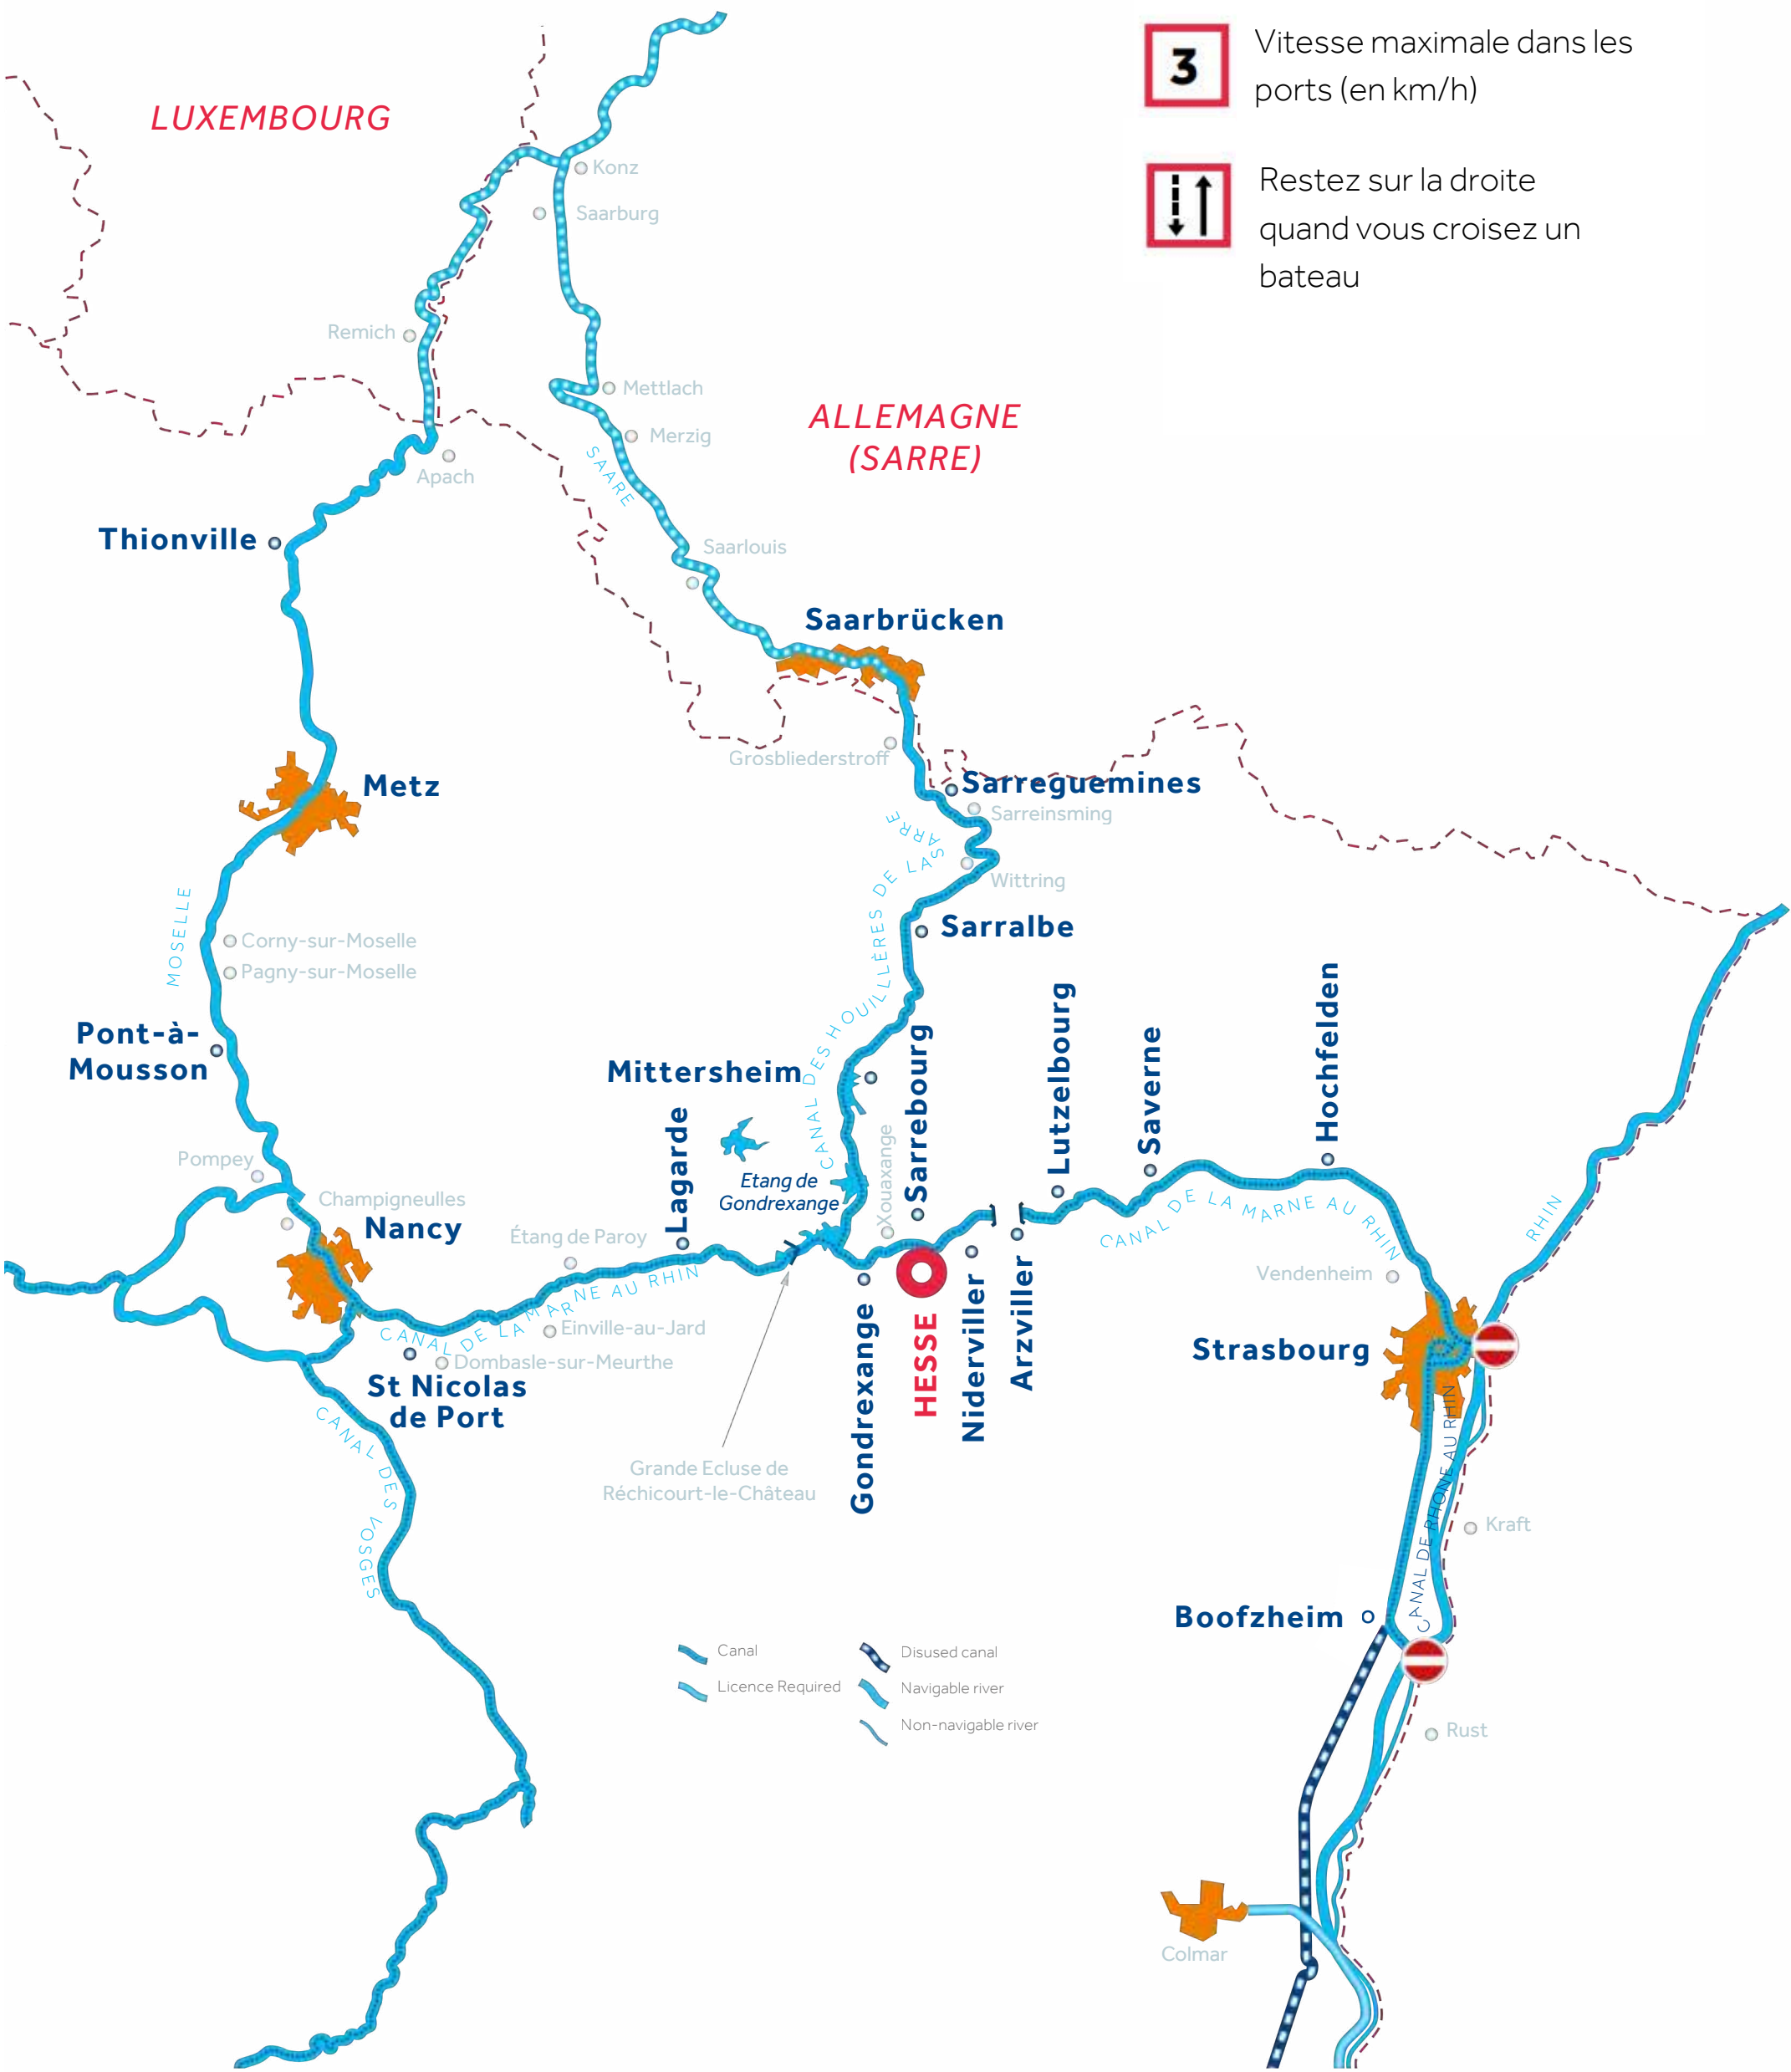 3
Vitesse maximale dans les
ports (en km/h)
Restez sur la droite
quand vous croisez un
bateau
LUXEMBOURG
Konz
Saarburg
Remich
Mettlach
ALLEMAGNE
(SARRE)
Merzig
SAARE
Apach
Thionville
Saarlouis
Saarbrücken
Grosbliederstroff
Metz
Sarreguemines
Sarreinsming
Wittring
CANAL DES HOUILLÈRES DE LA SARRE
Sarralbe
MOSELLE
Corny-sur-Moselle
Pagny-sur-Moselle
Pont-à-
Mousson
Mittersheim
Lagarde
Sarrebourg
Xouaxange
Lutzelbourg
Saverne
Hochfelden
Pompey
Champigneulles
Nancy
Etang de
Gondrexange
Étang de Paroy
CANAL DE LA MARNE AU RHIN
CANAL DE LA MARNE AU RHIN
RHIN
Vendenheim
Einville-au-Jard
Dombasle-sur-Meurthe
St Nicolas
de Port
Gondrexange
HESSE
Niderviller
Arzviller
Strasbourg
CANAL DES VOSGES
Grande Ecluse de
Réchicourt-le-Château
CANAL DE RHONE AU RHIN
Kraft
Boofzheim
Canal
Licence Required
Disused canal
Navigable river
Non-navigable river
Rust
Colmar